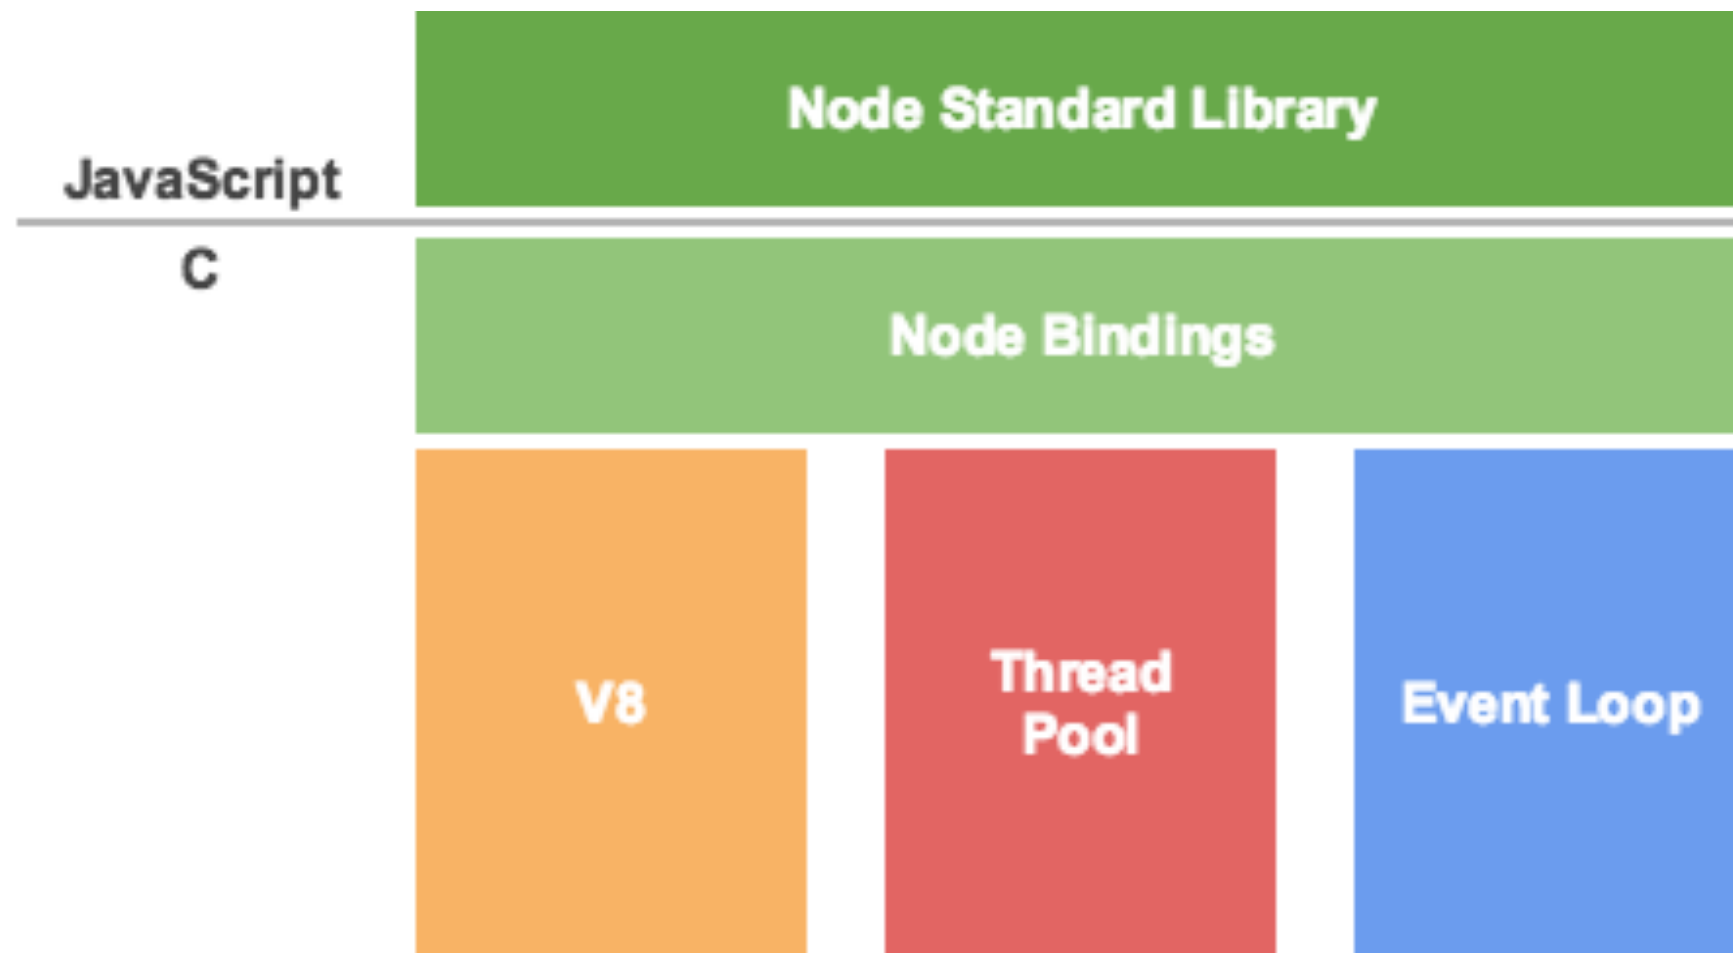 Node Standard Library
JavaScript
C
Node Bindings
V8
Thread
Pool
Event Loop